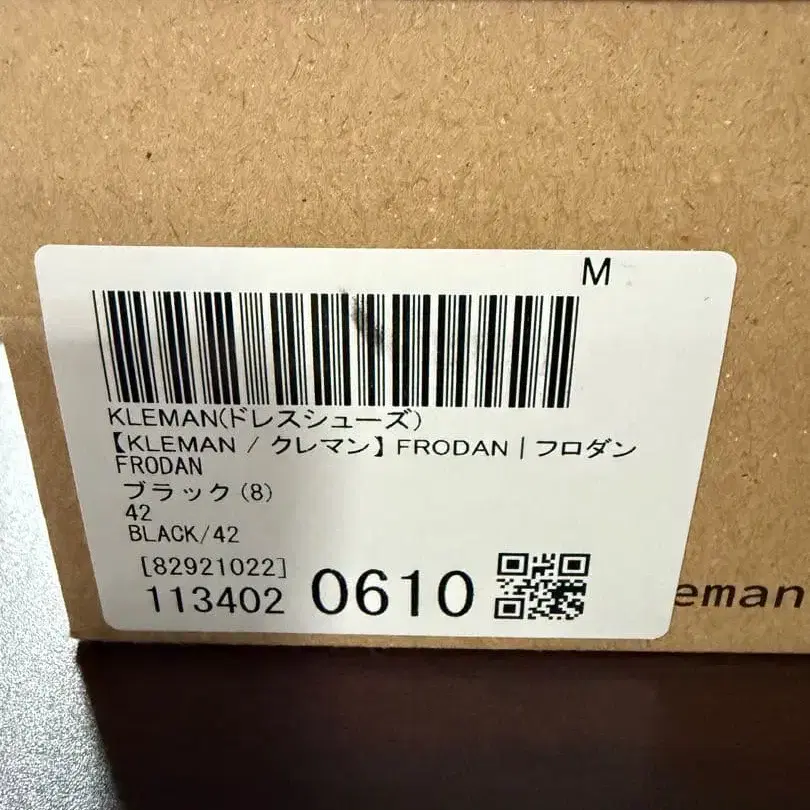 M
KLEMAN(ドレスシューズ)
【KLEMAN / クレマン】FRODAN|フロダン
FRODAN
ブラック(8)
42
BLACK/42
[82921022]
113402 0610
eman